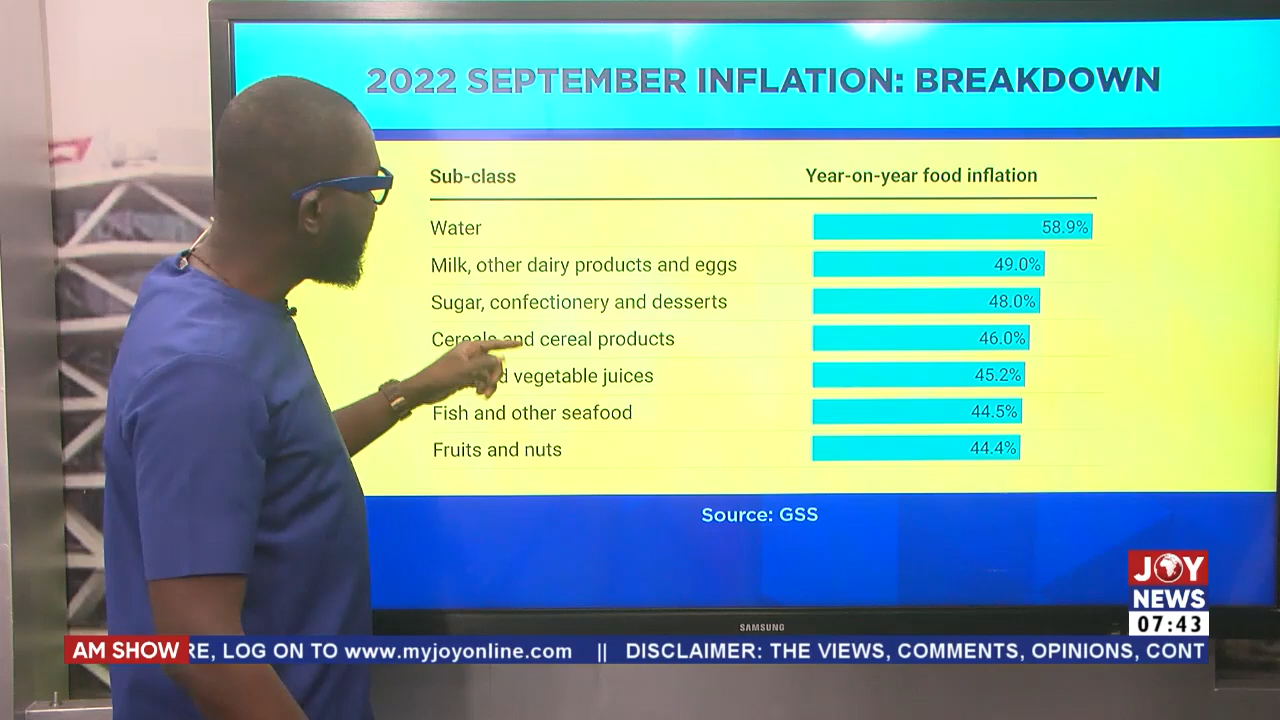 2022 SEPTEMBER INFLATION: BREAKDOWN
Sub-class Year-on-year food inflation
Water 58.9%
Milk, other dairy products and eggs 49.0%
Sugar, confectionery and desserts 48.0%
Cereals and cereal products 46.0%
vegetable juices 45.2%
Fish and other seafood 44.5%
Fruits and nuts 44.4%
Source: GSS
JOY
NEWS
07:43
SAMSUNG
AM SHOW RE, LOG ON TO www.myjoyonline.com || DISCLAIMER: THE VIEWS, COMMENTS, OPINIONS, CONT